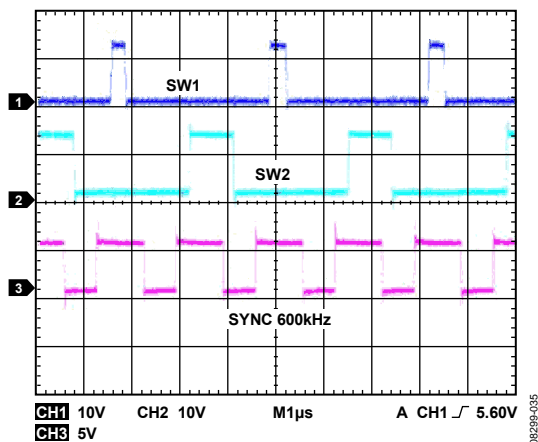 SW1
1
SW2
2
3
SYNC 600kHz
CH1 10V CH2 10V M1µs A CH1 5.60V
CH3 5V
08299-035